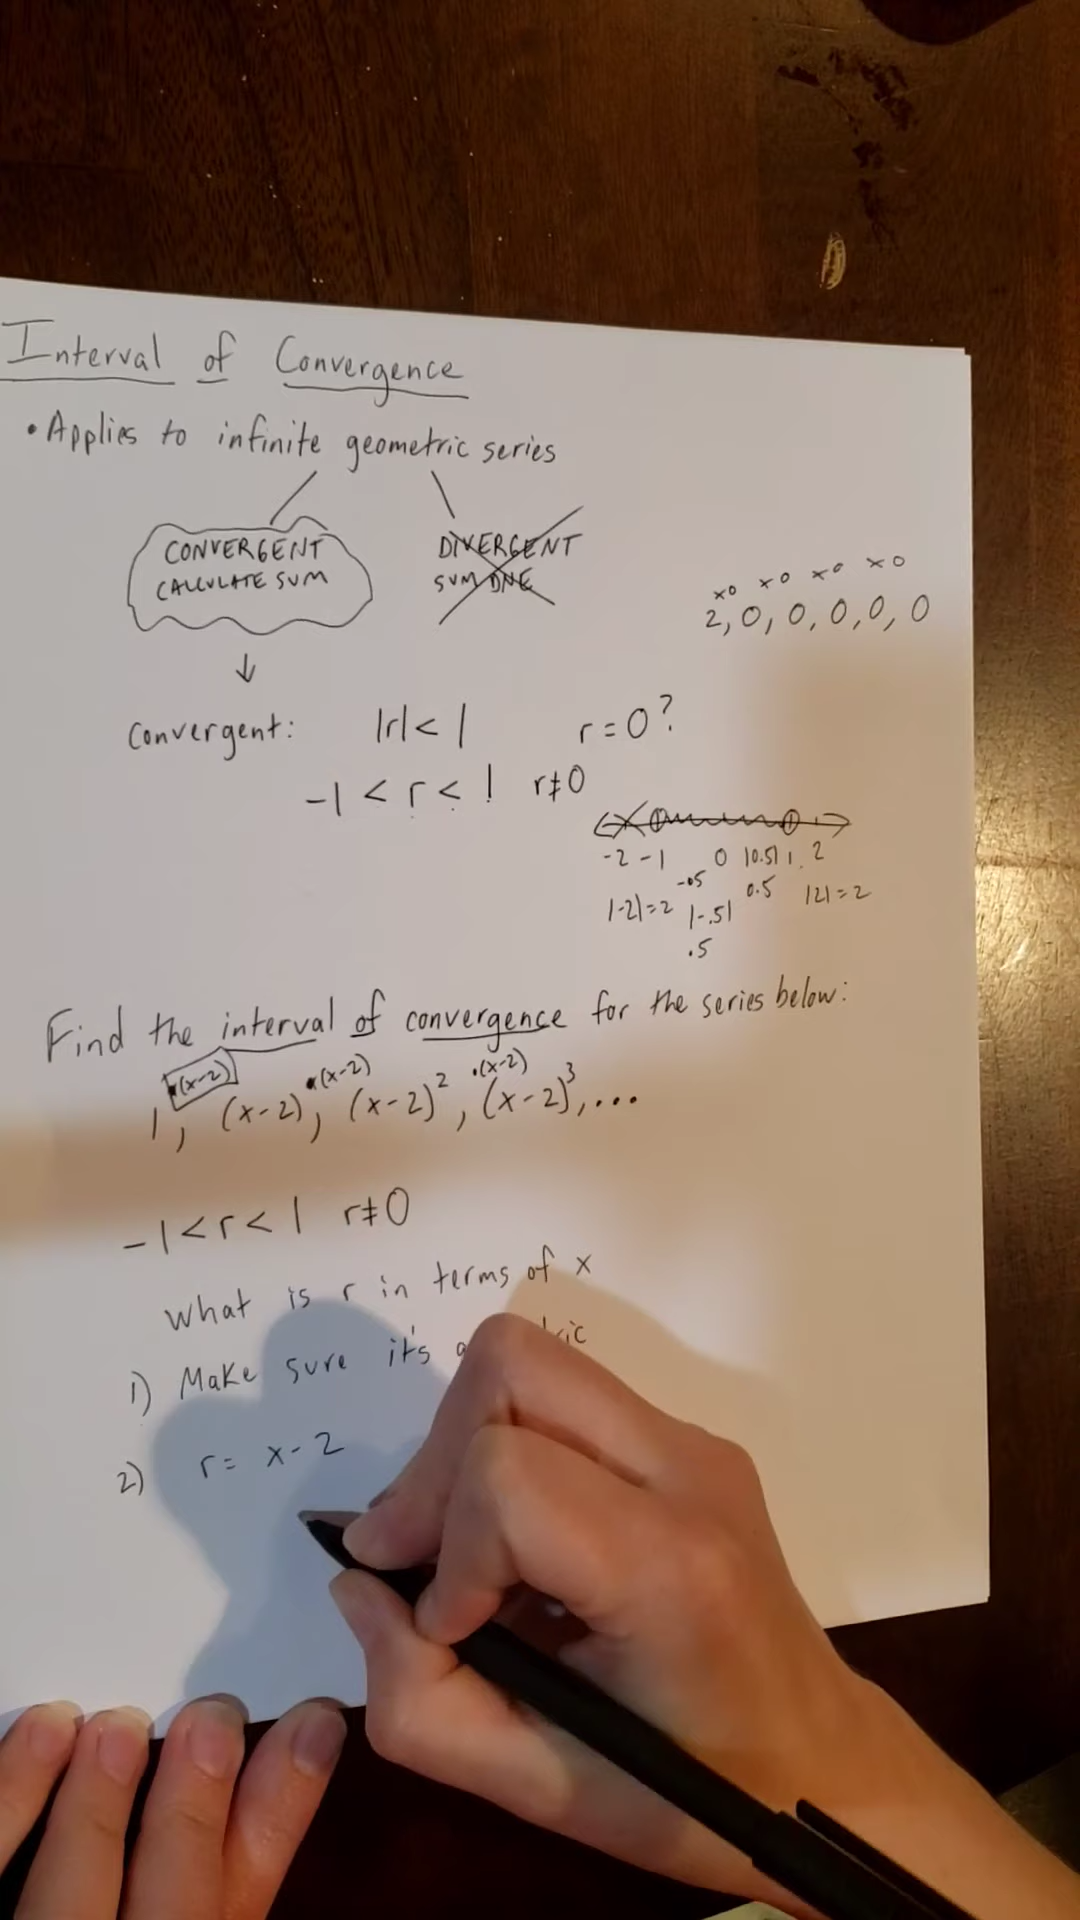 Interval of Convergence
• Applies to infinite geometric series
CONVERGENT
CALCULATE SUM
DIVERGENT
SUM DNE
×0 ×0 ×0 ×0
2, 0, 0, 0, 0, 0
↓
Convergent: |r| < 1 r = 0?
-1 < r < 1 r≠0
-2 -1 0 |0.5| 1 2
-.05 0.5
|-2|=2 |-.5| |2|=2
.5
Find the interval of convergence for the series below:
•(x-2) •(x-2) •(x-2)
1, (x-2), (x-2)², (x-2)³, ...
-1 < r < 1 r≠0
What is r in terms of x
1) Make sure it's
2) r = x-2